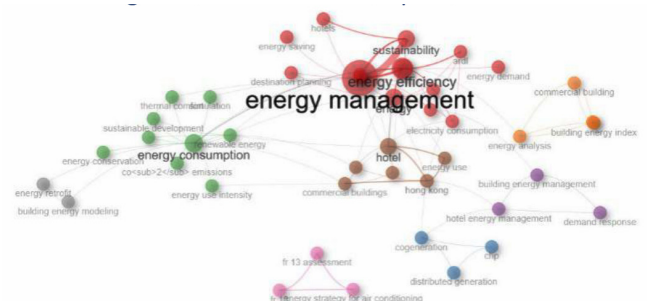 hotels
energy saving
sustainability
ardl
destination planning
energy efficiency
energy demand
commercial building
energy management
thermal comfort
simulation
energy
sustainable development
electricity consumption
building energy index
renewable energy
energy analysis
energy conservation
energy consumption
hotel
energy use
co<sub>2</sub> emissions
energy retrofit
energy use intensity
commercial buildings
hong kong
building energy management
building energy modeling
hotel energy management
demand response
cogeneration
chp
fr 13 assessment
distributed generation
energy strategy for air conditioning